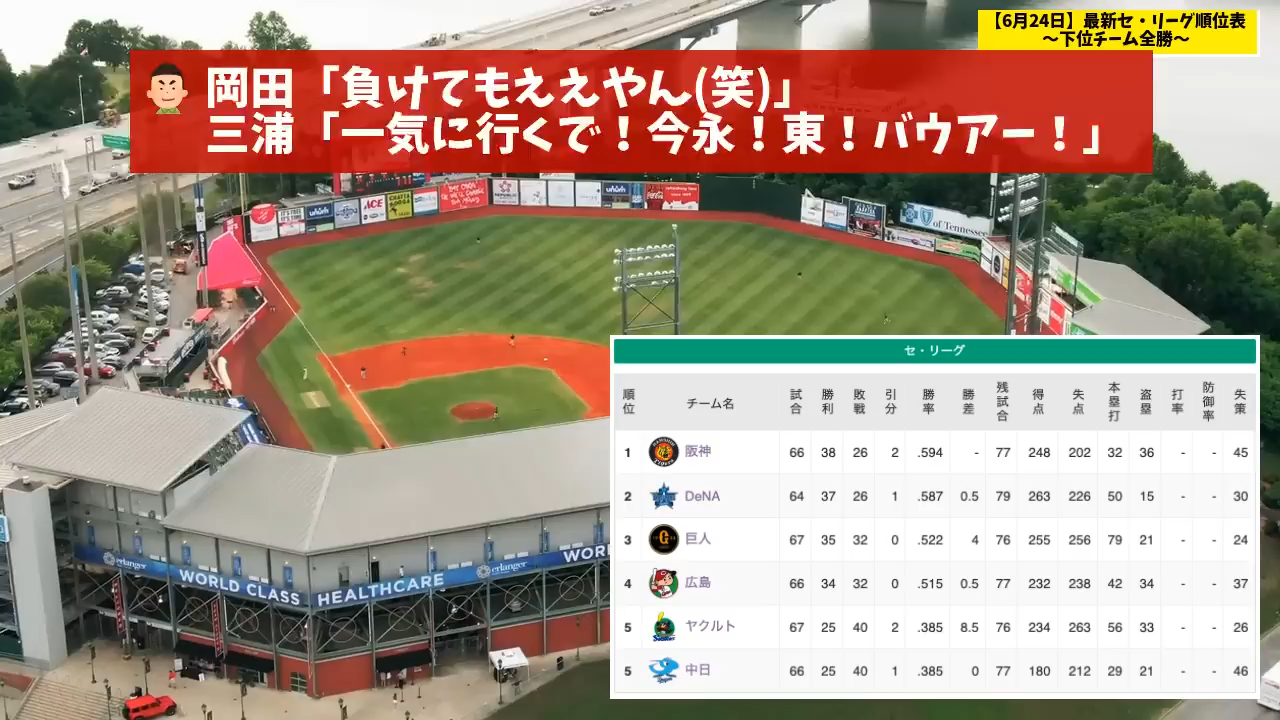 【6月24日】最新セ・リーグ順位表
～下位チーム全勝～
岡田「負けてもええやん(笑)」
三浦「一気に行くで！今永！東！バウアー！」
ACE
unum
unum
of Tennessee
erlanger
WORLD CLASS
HEALTHCARE
erlanger
セ・リーグ
順位 チーム名 試合 勝利 敗戦 引分 勝率 勝差 残試合 得点 失点 本塁打 盗塁 打率 防御率 失策
1 阪神 66 38 26 2 .594 - 77 248 202 32 36 - - 45
2 DeNA 64 37 26 1 .587 0.5 79 263 226 50 15 - - 30
3 巨人 67 35 32 0 .522 4 76 255 256 79 21 - - 24
4 広島 66 34 32 0 .515 0.5 77 232 238 42 34 - - 37
5 ヤクルト 67 25 40 2 .385 8.5 76 234 263 56 33 - - 26
5 中日 66 25 40 1 .385 0 77 180 212 29 21 - - 46